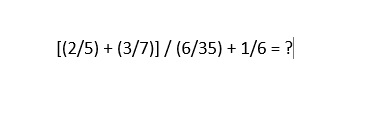 [(2/5) + (3/7)] / (6/35) + 1/6 = ?